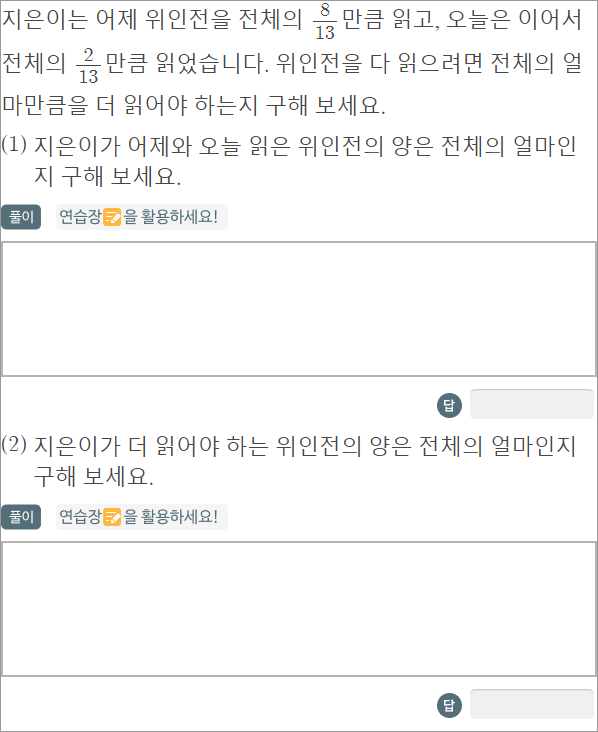 지은이는 어제 위인전을 전체의 8/13만큼 읽고, 오늘은 이어서
전체의 2/13만큼 읽었습니다. 위인전을 다 읽으려면 전체의 얼
마만큼을 더 읽어야 하는지 구해 보세요.
(1) 지은이가 어제와 오늘 읽은 위인전의 양은 전체의 얼마인
지 구해 보세요.
풀이 연습장을 활용하세요!
답
(2) 지은이가 더 읽어야 하는 위인전의 양은 전체의 얼마인지
구해 보세요.
풀이 연습장을 활용하세요!
답